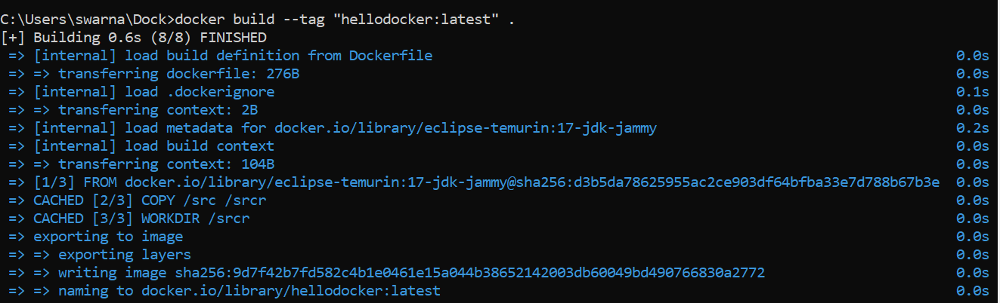 C:\Users\swarna\Dock>docker build --tag "hellodocker:latest" .
[+] Building 0.6s (8/8) FINISHED
=> [internal] load build definition from Dockerfile 0.0s
=> => transferring dockerfile: 276B 0.0s
=> [internal] load .dockerignore 0.1s
=> => transferring context: 2B 0.0s
=> [internal] load metadata for docker.io/library/eclipse-temurin:17-jdk-jammy 0.2s
=> [internal] load build context 0.0s
=> => transferring context: 104B 0.0s
=> [1/3] FROM docker.io/library/eclipse-temurin:17-jdk-jammy@sha256:d3b5da78625955ac2ce903df64bfba33e7d788b67b3e 0.0s
=> CACHED [2/3] COPY /src /srcr 0.0s
=> CACHED [3/3] WORKDIR /srcr 0.0s
=> exporting to image 0.0s
=> => exporting layers 0.0s
=> => writing image sha256:9d7f42b7fd582c4b1e0461e15a044b38652142003db60049bd490766830a2772 0.0s
=> => naming to docker.io/library/hellodocker:latest 0.0s